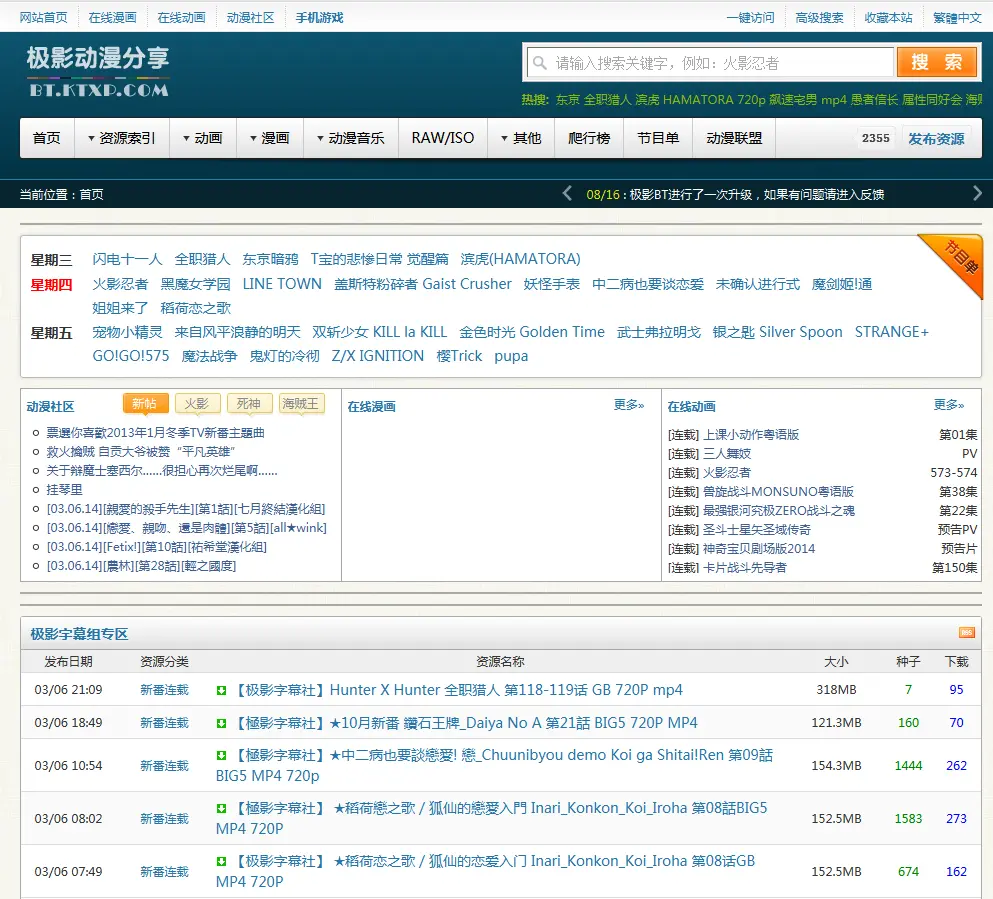 网站首页 在线漫画 在线动画 动漫社区 手机游戏 一键访问 高级搜索 收藏本站 繁體中文
极影动漫分享
BT.KTXP.COM
请输入搜索关键字，例如：火影忍者 搜 索
热搜: 东京 全职猎人 滨虎 HAMATORA 720p 飙速宅男 mp4 愚者信长 属性同好会 海贼
首页 资源索引 动画 漫画 动漫音乐 RAW/ISO 其他 爬行榜 节目单 动漫联盟 2355 发布资源
当前位置：首页 08/16 : 极影BT进行了一次升级，如果有问题请进入反馈
节目单
星期三 闪电十一人 全职猎人 东京暗鸦 T宝的悲惨日常 觉醒篇 滨虎(HAMATORA)
星期四 火影忍者 黑魔女学园 LINE TOWN 盖斯特粉碎者 Gaist Crusher 妖怪手表 中二病也要谈恋爱 未确认进行式 魔剑姬!通
姐姐来了 稻荷恋之歌
星期五 宠物小精灵 来自风平浪静的明天 双斩少女 KILL la KILL 金色时光 Golden Time 武士弗拉明戈 银之匙 Silver Spoon STRANGE+
GO!GO!575 魔法战争 鬼灯的冷彻 Z/X IGNITION 樱Trick pupa
动漫社区 新帖 火影 死神 海贼王
票選你喜歡2013年1月冬季TV新番主題曲
救火擒贼 自贡大爷被赞“平凡英雄”
关于辩魔士塞西尔……很担心再次烂尾啊……
挂琴里
[03.06.14][親愛的殺手先生][第1話][七月終結漢化組]
[03.06.14][戀愛、親吻、還是肉體][第5話][all★wink]
[03.06.14][Fetix!][第10話][祐希堂漢化組]
[03.06.14][農林][第28話][輕之國度]
在线漫画 更多»
在线动画 更多»
[连载] 上课小动作粤语版 第01集
[连载] 三人舞妓 PV
[连载] 火影忍者 573-574
[连载] 兽旋战斗MONSUNO粤语版 第38集
[连载] 最强银河究极ZERO战斗之魂 第22集
[连载] 圣斗士星矢圣域传奇 预告PV
[连载] 神奇宝贝剧场版2014 预告片
[连载] 卡片战斗先导者 第150集
极影字幕组专区 RSS
发布日期 资源分类 资源名称 大小 种子 下载
03/06 21:09 新番连载 【极影字幕社】Hunter X Hunter 全职猎人 第118-119话 GB 720P mp4 318MB 7 95
03/06 18:49 新番连载 【極影字幕社】★10月新番 鑽石王牌_Daiya No A 第21話 BIG5 720P MP4 121.3MB 160 70
03/06 10:54 新番连载 【極影字幕社】★中二病也要談戀愛! 戀_Chuunibyou demo Koi ga Shitai!Ren 第09話 154.3MB 1444 262
BIG5 MP4 720p
03/06 08:02 新番连载 【極影字幕社】 ★稻荷戀之歌 / 狐仙的戀愛入門 Inari_Konkon_Koi_Iroha 第08話BIG5 152.5MB 1583 273
MP4 720P
03/06 07:49 新番连载 【极影字幕社】 ★稻荷恋之歌 / 狐仙的恋爱入门 Inari_Konkon_Koi_Iroha 第08话GB 152.5MB 674 162
MP4 720P